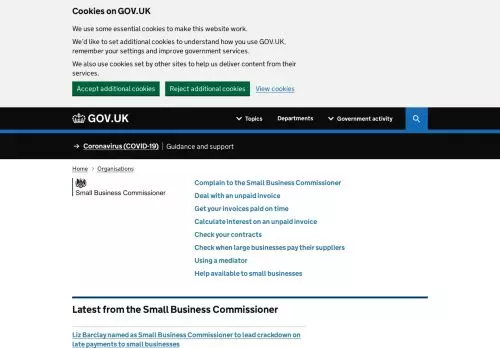 Cookies on GOV.UK
We use some essential cookies to make this website work.
We'd like to set additional cookies to understand how you use GOV.UK,
remember your settings and improve government services.
We also use cookies set by other sites to help us deliver content from their
services.
Accept additional cookies Reject additional cookies View cookies
GOV.UK Topics Departments Government activity
→ Coronavirus (COVID-19) Guidance and support
Home > Organisations
Small Business Commissioner
Complain to the Small Business Commissioner
Deal with an unpaid invoice
Get your invoices paid on time
Calculate interest on an unpaid invoice
Check your contracts
Check when large businesses pay their suppliers
Using a mediator
Help available to small businesses
Latest from the Small Business Commissioner
Liz Barclay named as Small Business Commissioner to lead crackdown on
late payments to small businesses